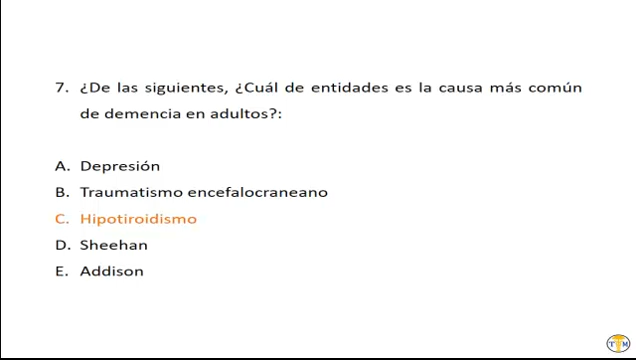 7. ¿De las siguientes, ¿Cuál de entidades es la causa más común
de demencia en adultos?:
A. Depresión
B. Traumatismo encefalocraneano
C. Hipotiroidismo
D. Sheehan
E. Addison
TTM